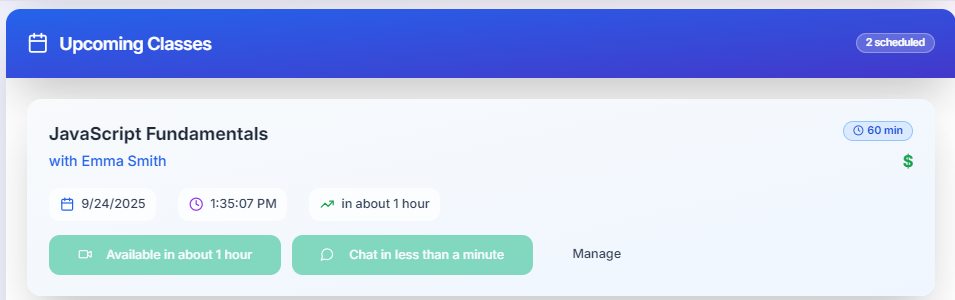 Upcoming Classes
2 scheduled
JavaScript Fundamentals
60 min
with Emma Smith
$
9/24/2025
1:35:07 PM
in about 1 hour
Available in about 1 hour
Chat in less than a minute
Manage